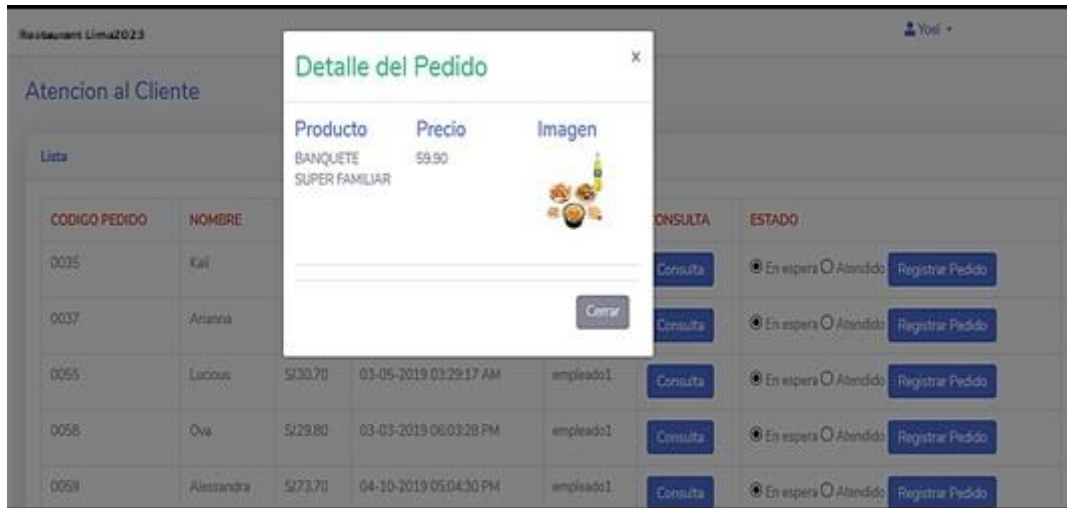 Restaurant Lima2023
Yoel
Atencion al Cliente
Lista
Detalle del Pedido
x
Producto Precio Imagen
BANQUETE 59.90
SUPER FAMILIAR
Cerrar
CODIGO PEDIDO NOMBRE ONSULTA ESTADO
0035 Kali Consulta En espera Atendido Registrar Pedido
0037 Arianna Consulta En espera Atendido Registrar Pedido
0055 Lucious S/30.70 03-05-2019 03:29:17 AM empleado1 Consulta En espera Atendido Registrar Pedido
0058 Ova S/29.80 03-03-2019 06:03:28 PM empleado1 Consulta En espera Atendido Registrar Pedido
0059 Alessandra S/73.70 04-10-2019 05:04:30 PM empleado1 Consulta En espera Atendido Registrar Pedido